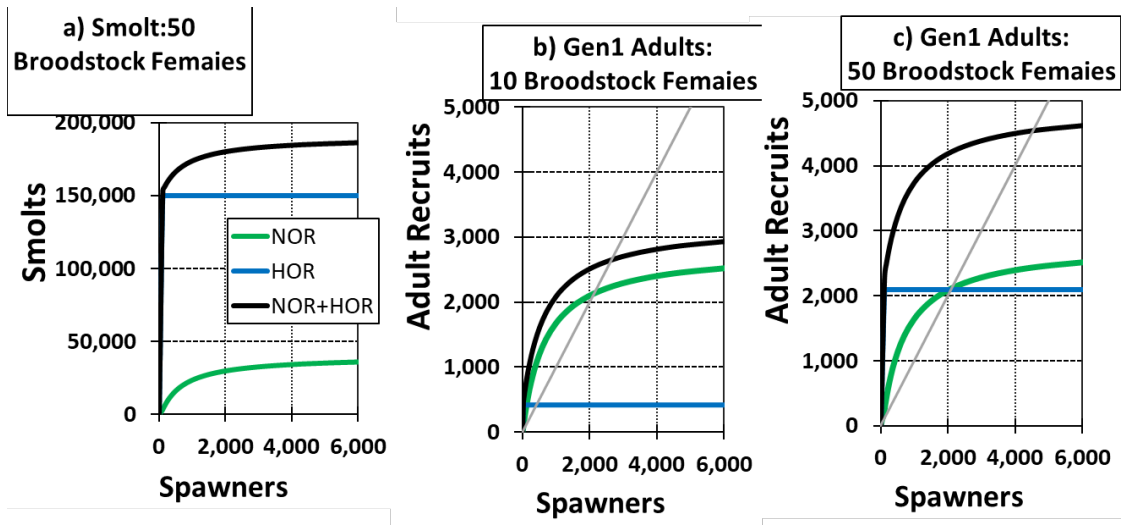 a) Smolt:50
Broodstock Femaies
200,000
150,000
100,000
50,000
0
Smolts
NOR
HOR
NOR+HOR
0 2,000 4,000 6,000
Spawners
b) Gen1 Adults:
10 Broodstock Femaies
5,000
4,000
3,000
2,000
1,000
0
Adult Recruits
0 2,000 4,000 6,000
Spawners
c) Gen1 Adults:
50 Broodstock Femaies
5,000
4,000
3,000
2,000
1,000
0
Adult Recruits
0 2,000 4,000 6,000
Spawners